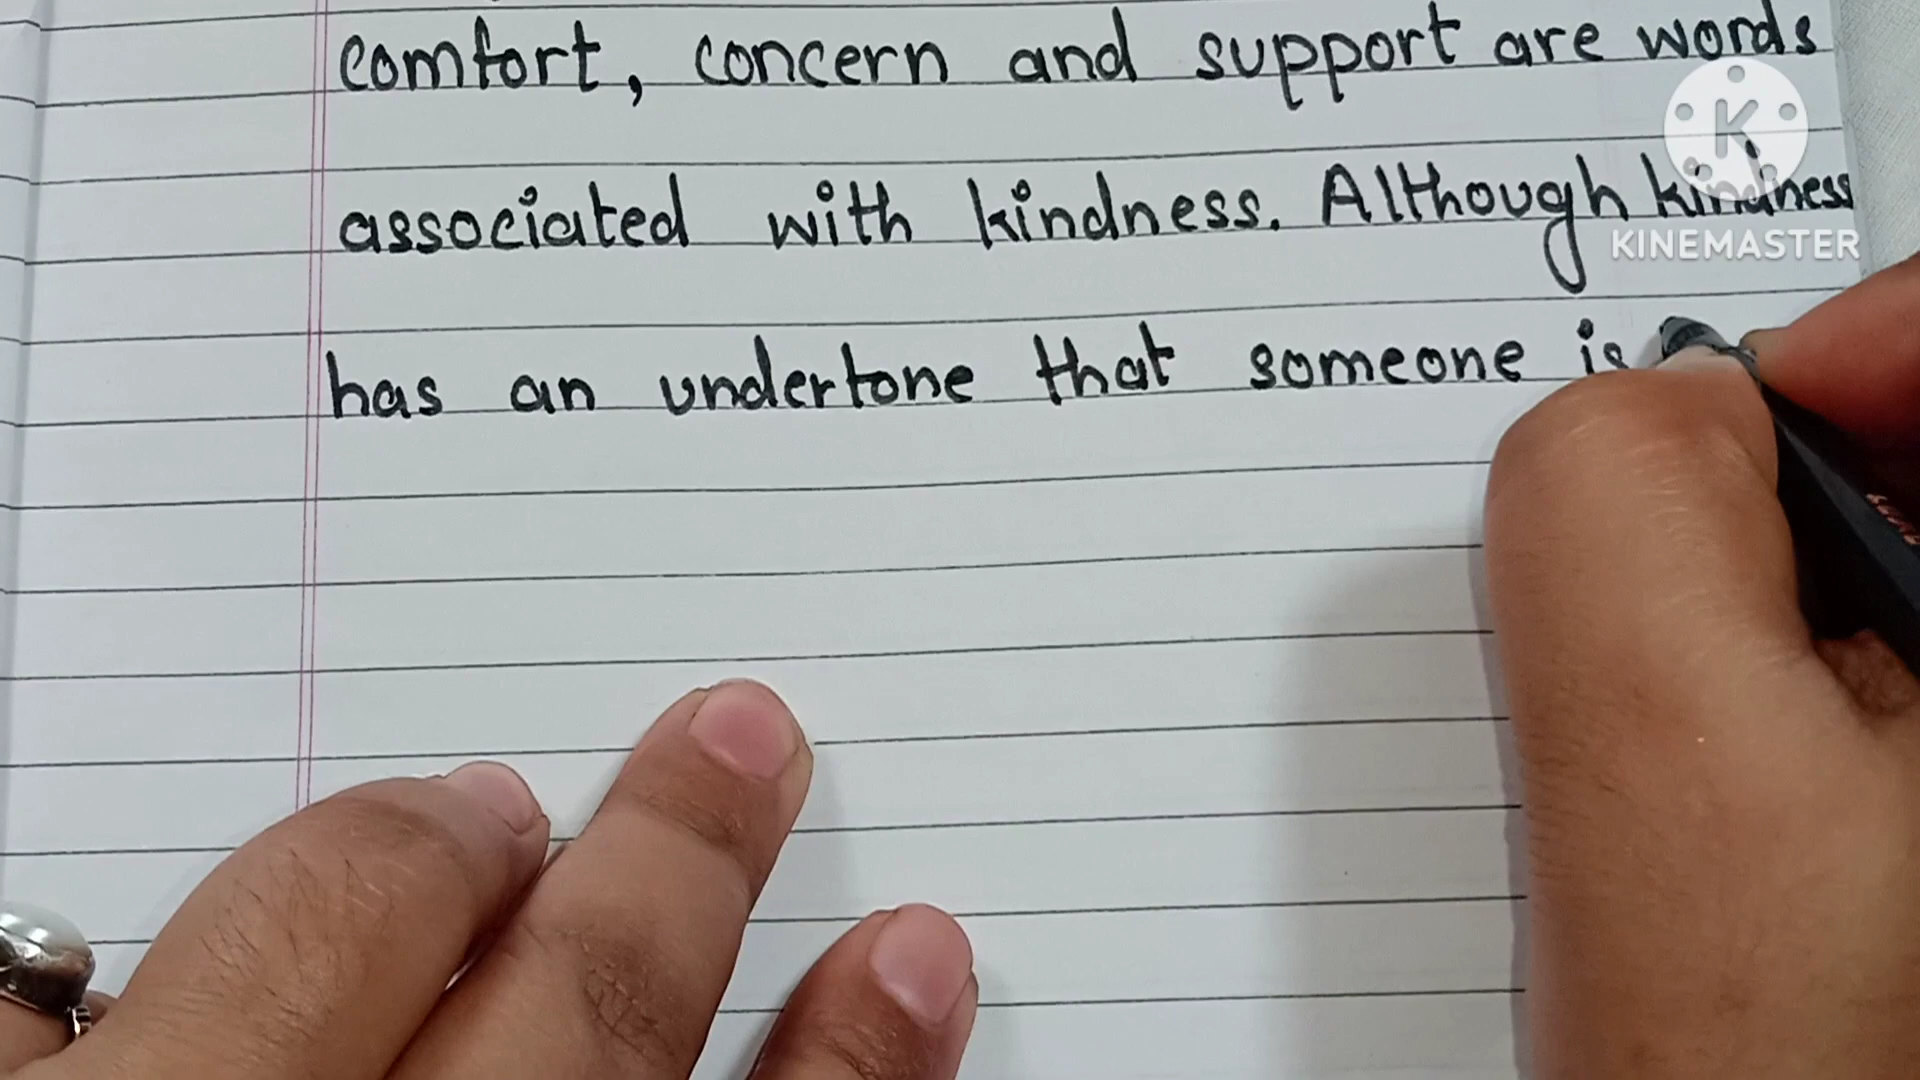 comfort, concern and support are words
associated with kindness. Although kindness
has an undertone that someone is
K
KINEMASTER